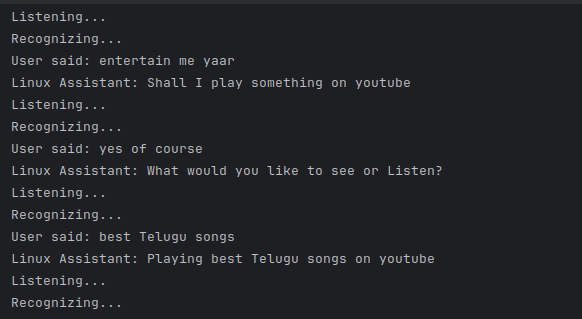 Listening...
Recognizing...
User said: entertain me yaar
Linux Assistant: Shall I play something on youtube
Listening...
Recognizing...
User said: yes of course
Linux Assistant: What would you like to see or Listen?
Listening...
Recognizing...
User said: best Telugu songs
Linux Assistant: Playing best Telugu songs on youtube
Listening...
Recognizing...